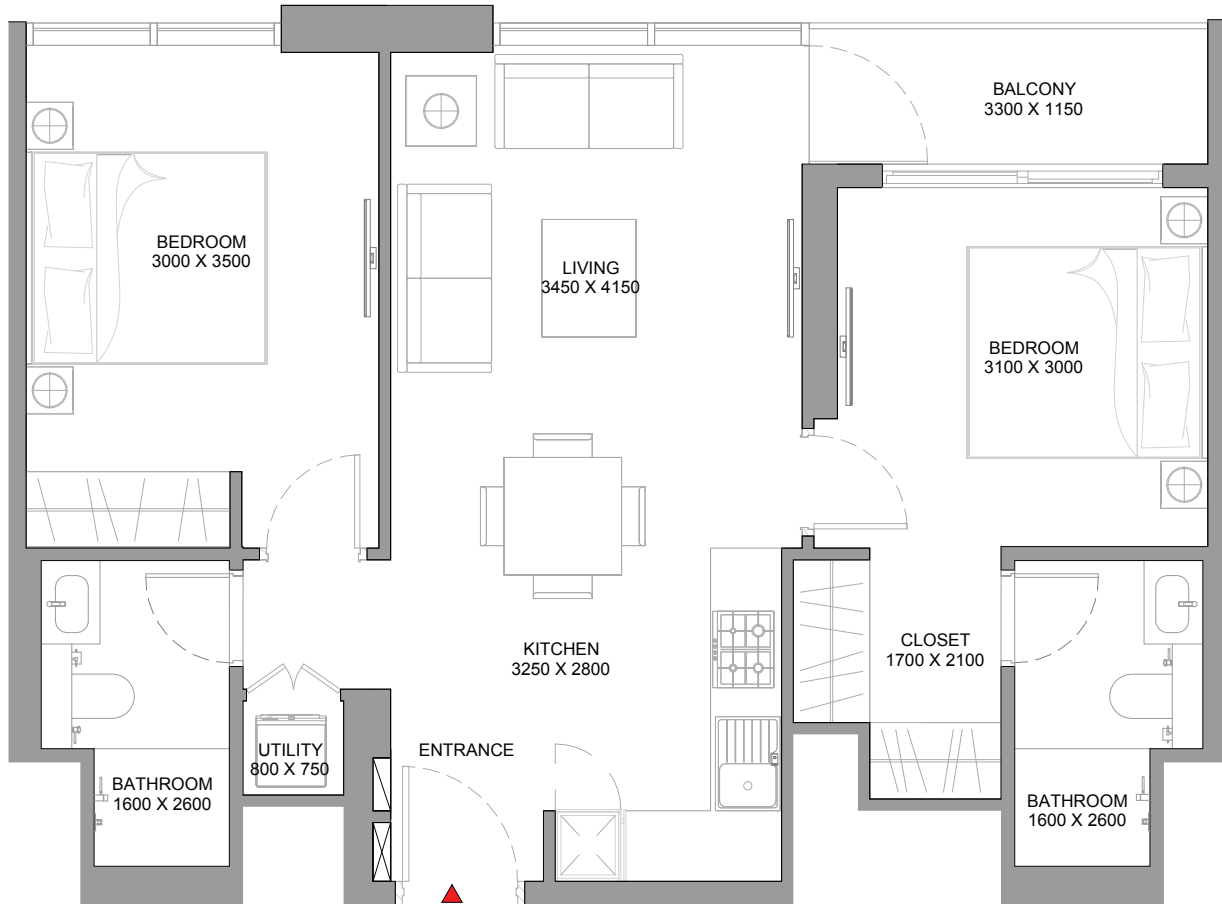 BALCONY
3300 X 1150
BEDROOM
3000 X 3500
LIVING
3450 X 4150
BEDROOM
3100 X 3000
KITCHEN
3250 X 2800
CLOSET
1700 X 2100
UTILITY
800 X 750
ENTRANCE
BATHROOM
1600 X 2600
BATHROOM
1600 X 2600